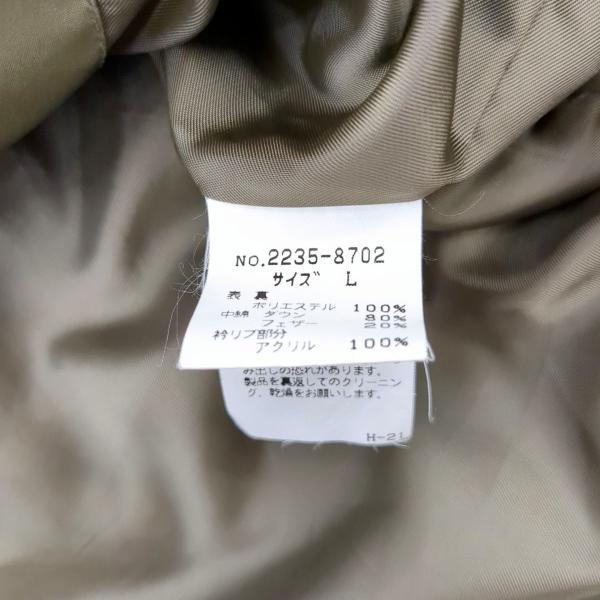 NO.2235-8702
サイズ L
表 裏
ポリエステル 100%
中綿 ダウン 80%
フェザー 20%
衿リブ部分
アクリル 100%
み出しの恐れがあります。
製品を裏返してのクリーニン
グ、乾燥をお願いします。
H-21